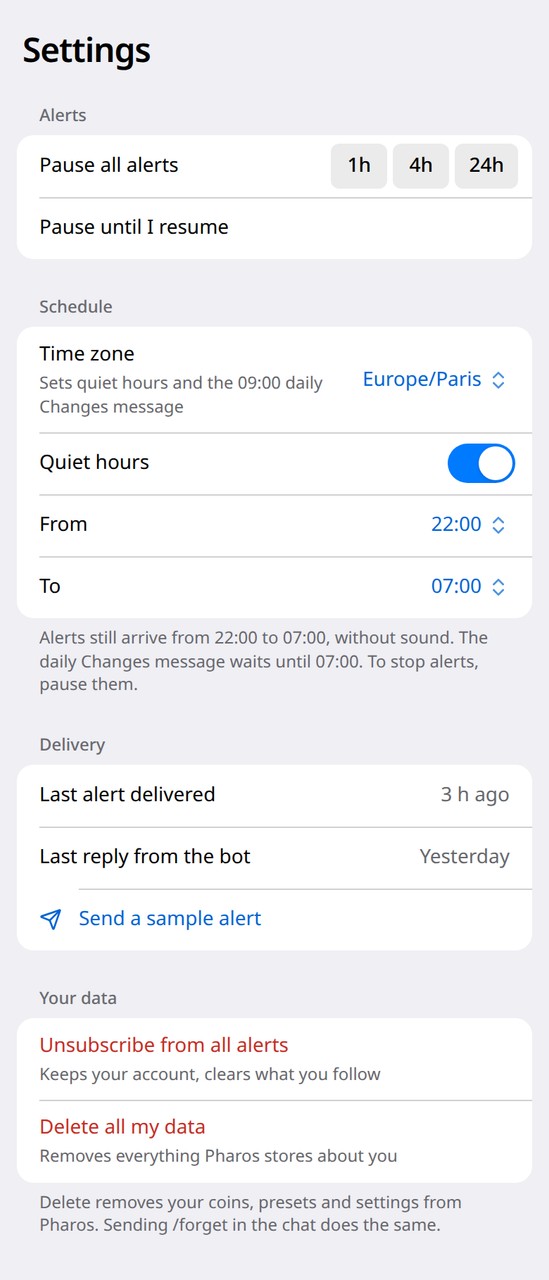 Settings
Alerts
Pause all alerts 1h 4h 24h
Pause until I resume
Schedule
Time zone
Sets quiet hours and the 09:00 daily
Changes message
Europe/Paris
Quiet hours
From 22:00
To 07:00
Alerts still arrive from 22:00 to 07:00, without sound. The
daily Changes message waits until 07:00. To stop alerts,
pause them.
Delivery
Last alert delivered 3 h ago
Last reply from the bot Yesterday
Send a sample alert
Your data
Unsubscribe from all alerts
Keeps your account, clears what you follow
Delete all my data
Removes everything Pharos stores about you
Delete removes your coins, presets and settings from
Pharos. Sending /forget in the chat does the same.